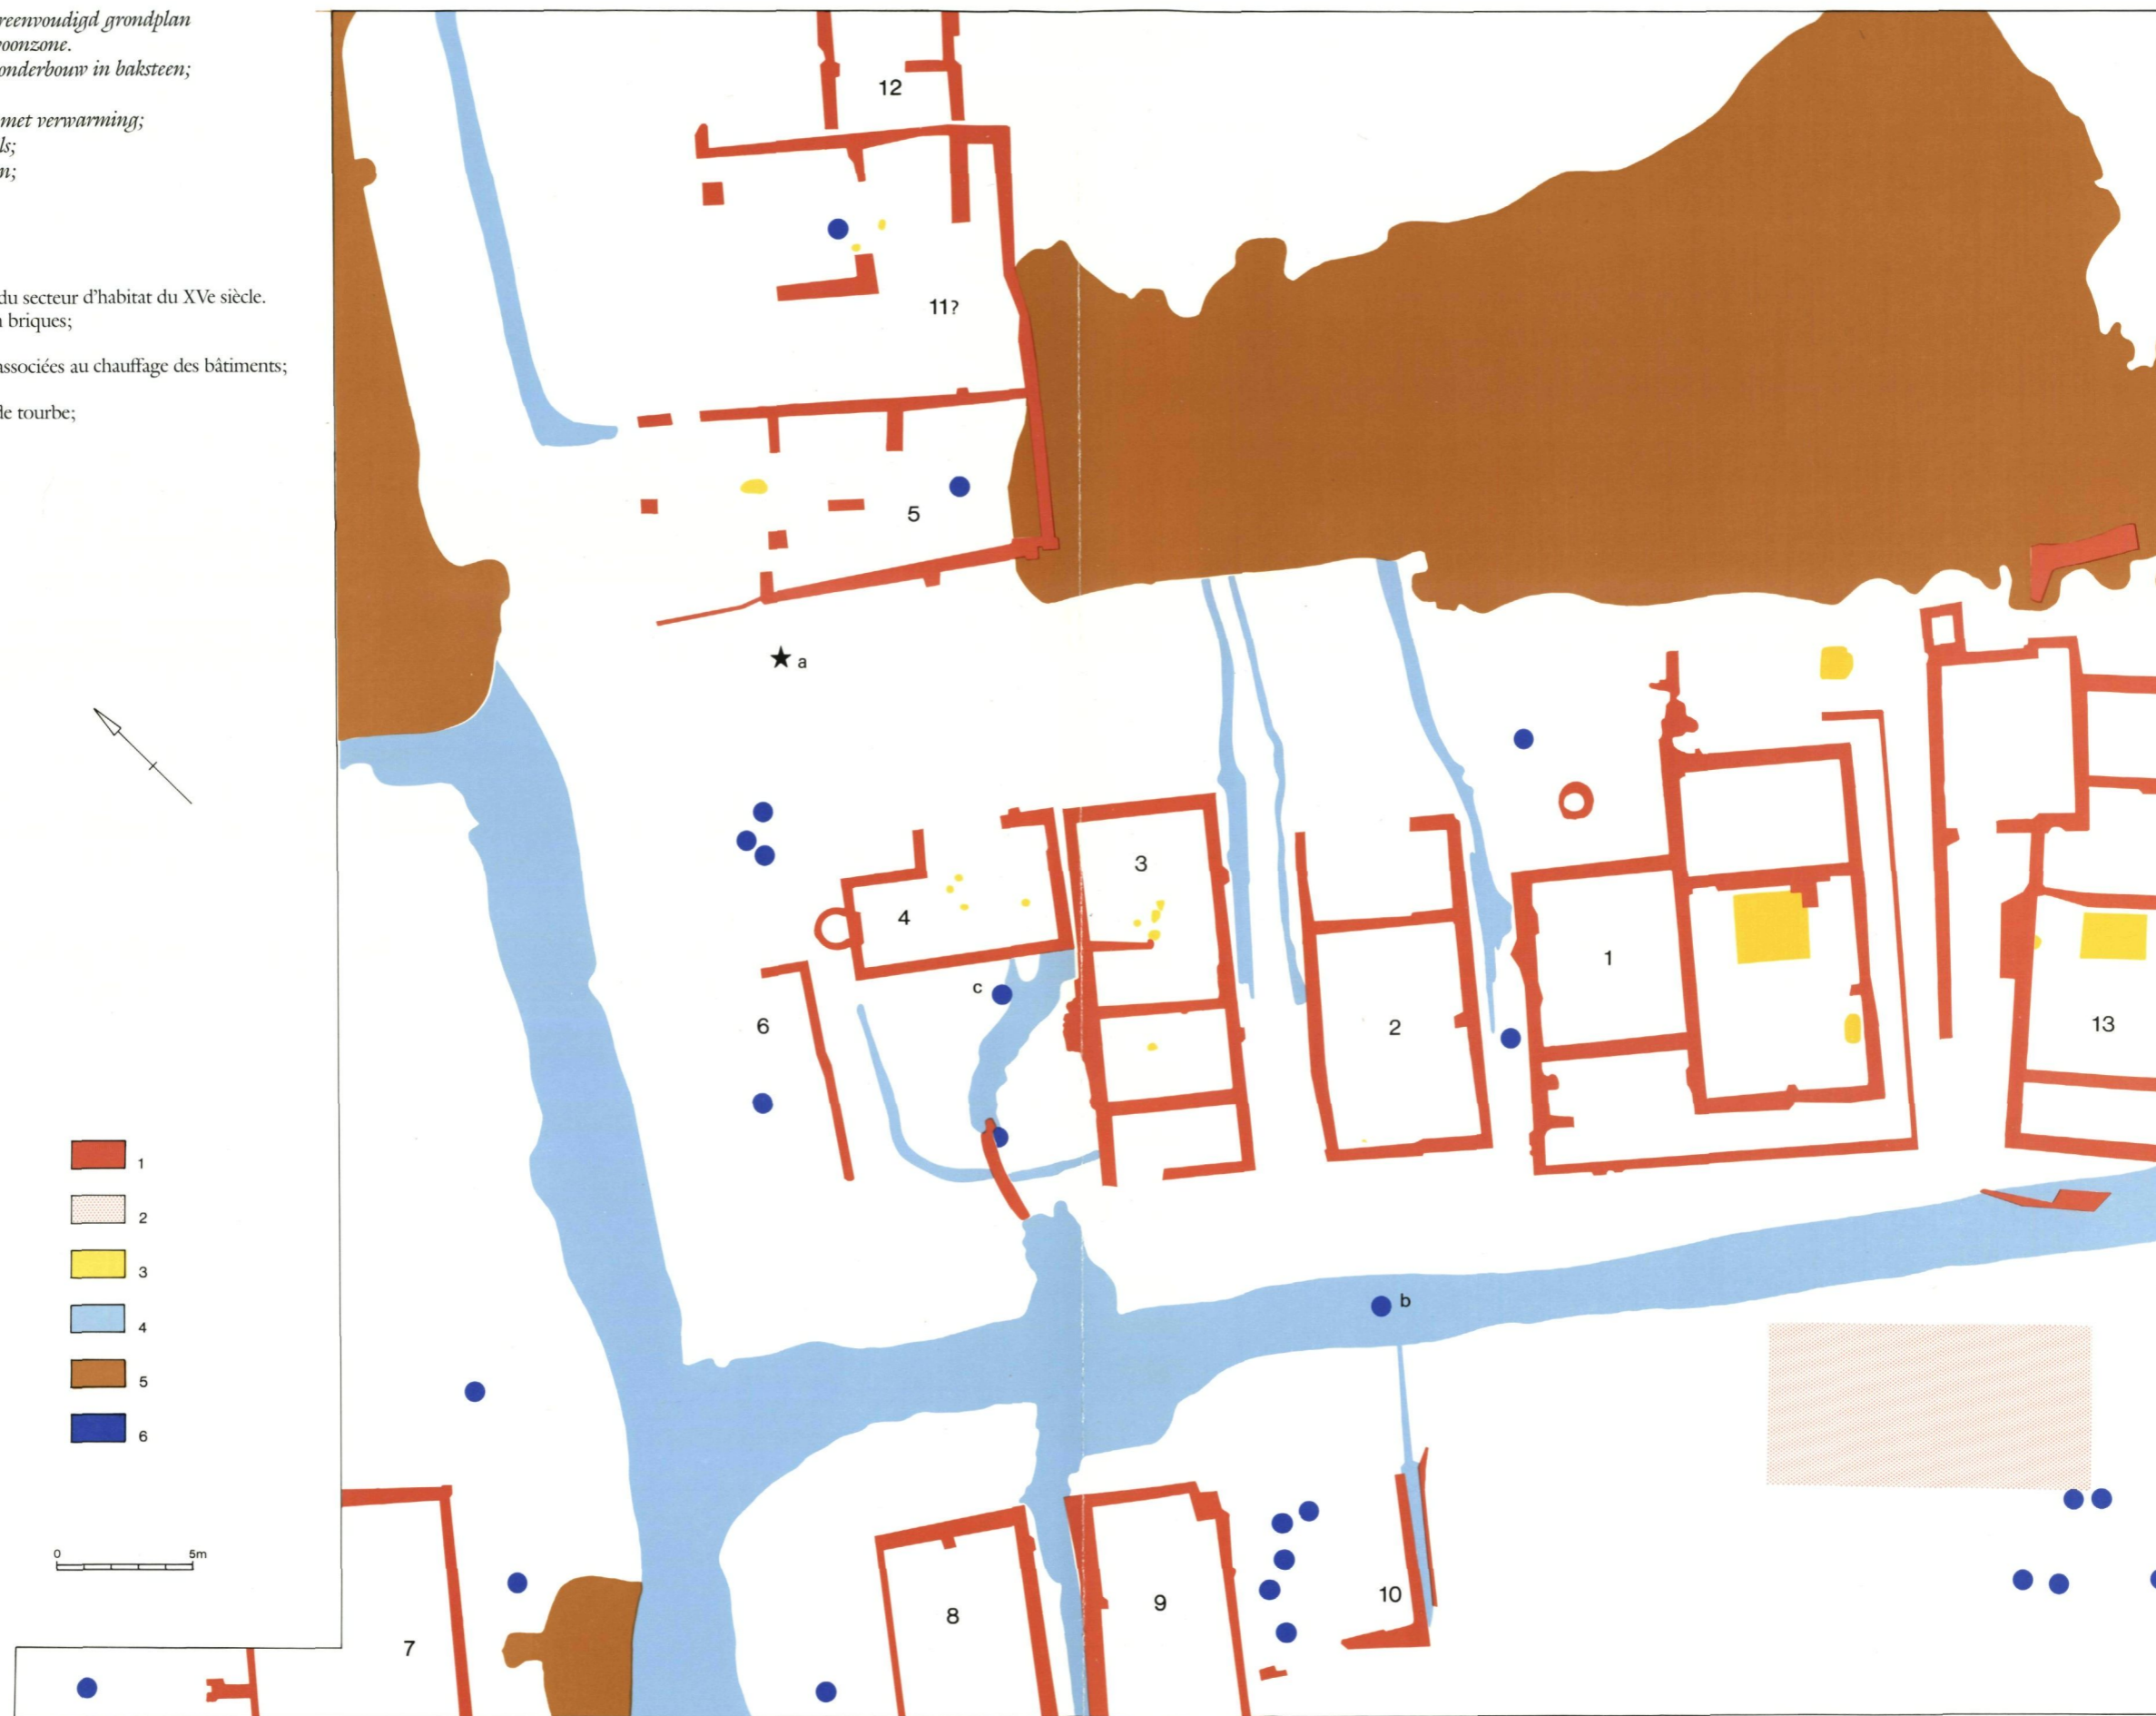 reenvoudigd grondplan
oonzone.
onderbouw in baksteen;
met verwarming;
ls;
n;
du secteur d'habitat du XVe siècle.
n briques;
associées au chauffage des bâtiments;
de tourbe;
12
11?
5
a
3
4
1
c
6
2
13
1
2
3
4
5
6
b
0 5m
10
9
8
7